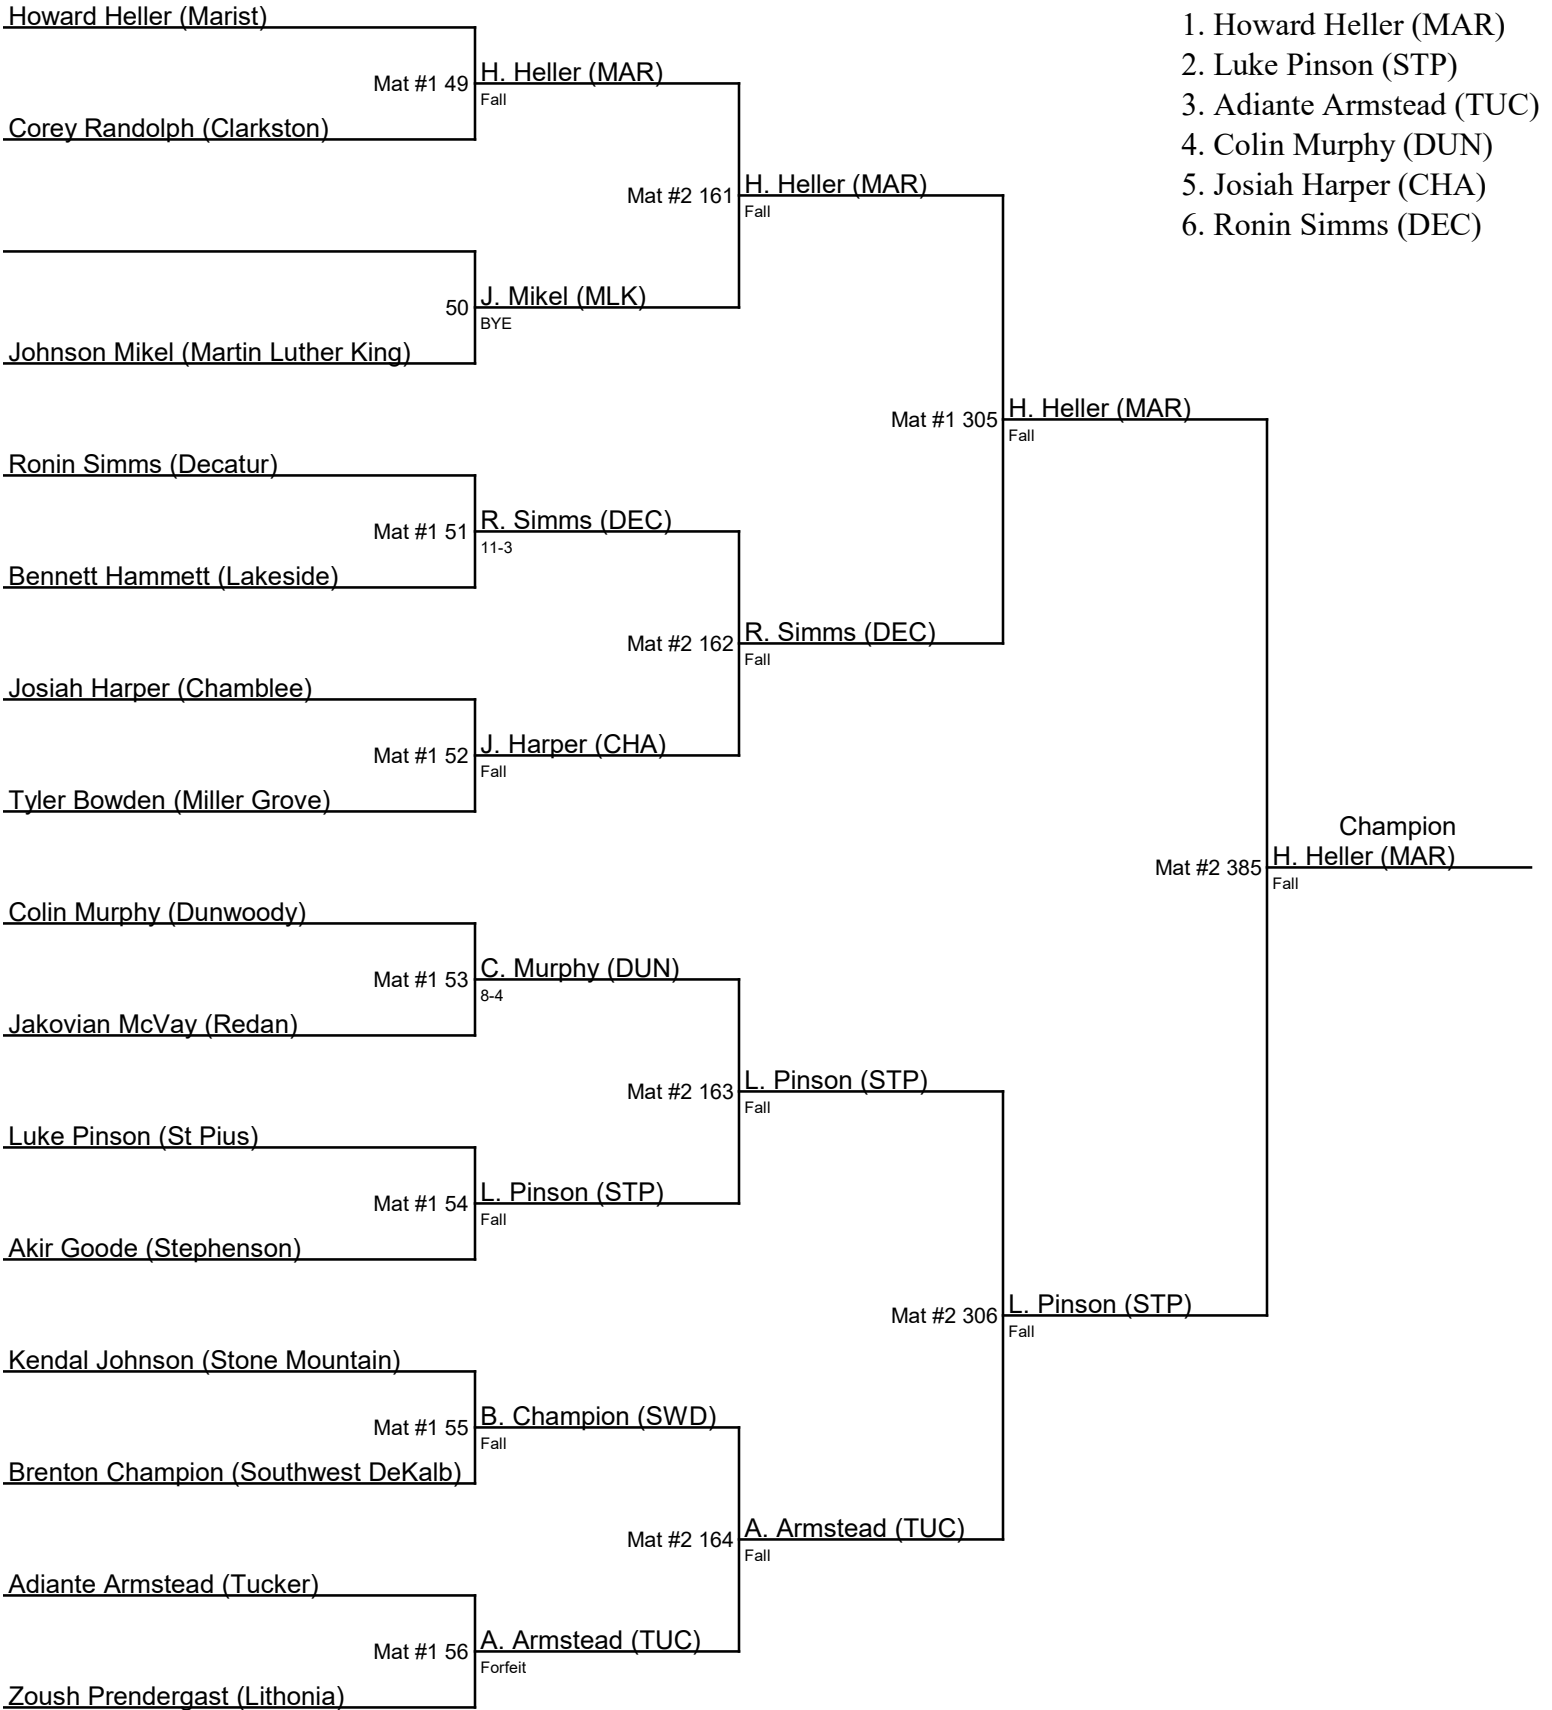 Howard Heller (Marist)
Mat #1 49
H. Heller (MAR)
Fall
Corey Randolph (Clarkston)
Mat #2 161
H. Heller (MAR)
Fall
50
J. Mikel (MLK)
BYE
Johnson Mikel (Martin Luther King)
Mat #1 305
H. Heller (MAR)
Fall
Ronin Simms (Decatur)
Mat #1 51
R. Simms (DEC)
11-3
Bennett Hammett (Lakeside)
Mat #2 162
R. Simms (DEC)
Fall
Josiah Harper (Chamblee)
Mat #1 52
J. Harper (CHA)
Fall
Tyler Bowden (Miller Grove)
Champion
Mat #2 385
H. Heller (MAR)
Fall
Colin Murphy (Dunwoody)
Mat #1 53
C. Murphy (DUN)
8-4
Jakovian McVay (Redan)
Mat #2 163
L. Pinson (STP)
Fall
Luke Pinson (St Pius)
Mat #1 54
L. Pinson (STP)
Fall
Akir Goode (Stephenson)
Mat #2 306
L. Pinson (STP)
Fall
Kendal Johnson (Stone Mountain)
Mat #1 55
B. Champion (SWD)
Fall
Brenton Champion (Southwest DeKalb)
Mat #2 164
A. Armstead (TUC)
Fall
Adiante Armstead (Tucker)
Mat #1 56
A. Armstead (TUC)
Forfeit
Zoush Prendergast (Lithonia)
1. Howard Heller (MAR)
2. Luke Pinson (STP)
3. Adiante Armstead (TUC)
4. Colin Murphy (DUN)
5. Josiah Harper (CHA)
6. Ronin Simms (DEC)